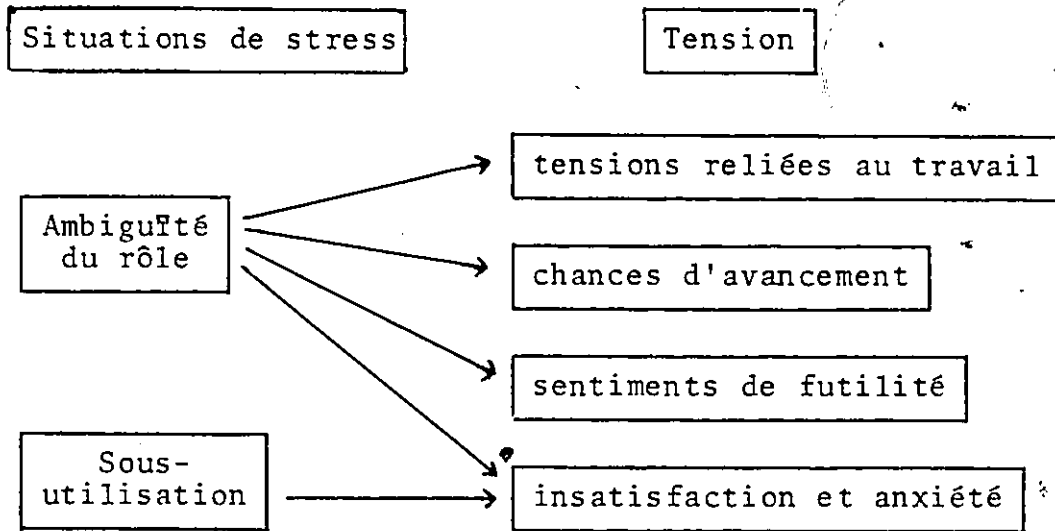 Situations de stress
Tension
tensions reliées au travail
Ambiguïté
du rôle
chances d'avancement
sentiments de futilité
Sous-
utilisation
insatisfaction et anxiété